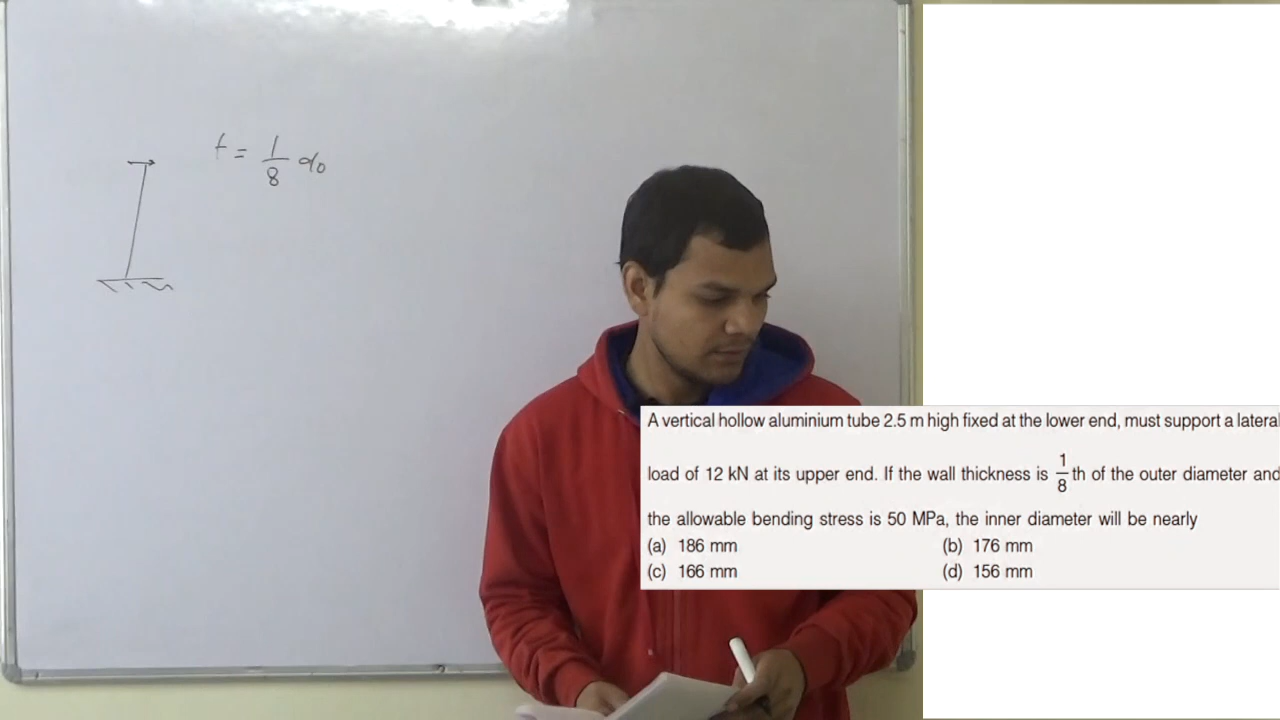 t = 1/8 do
A vertical hollow aluminium tube 2.5 m high fixed at the lower end, must support a lateral
load of 12 kN at its upper end. If the wall thickness is 1/8 th of the outer diameter and
the allowable bending stress is 50 MPa, the inner diameter will be nearly
(a) 186 mm (b) 176 mm
(c) 166 mm (d) 156 mm